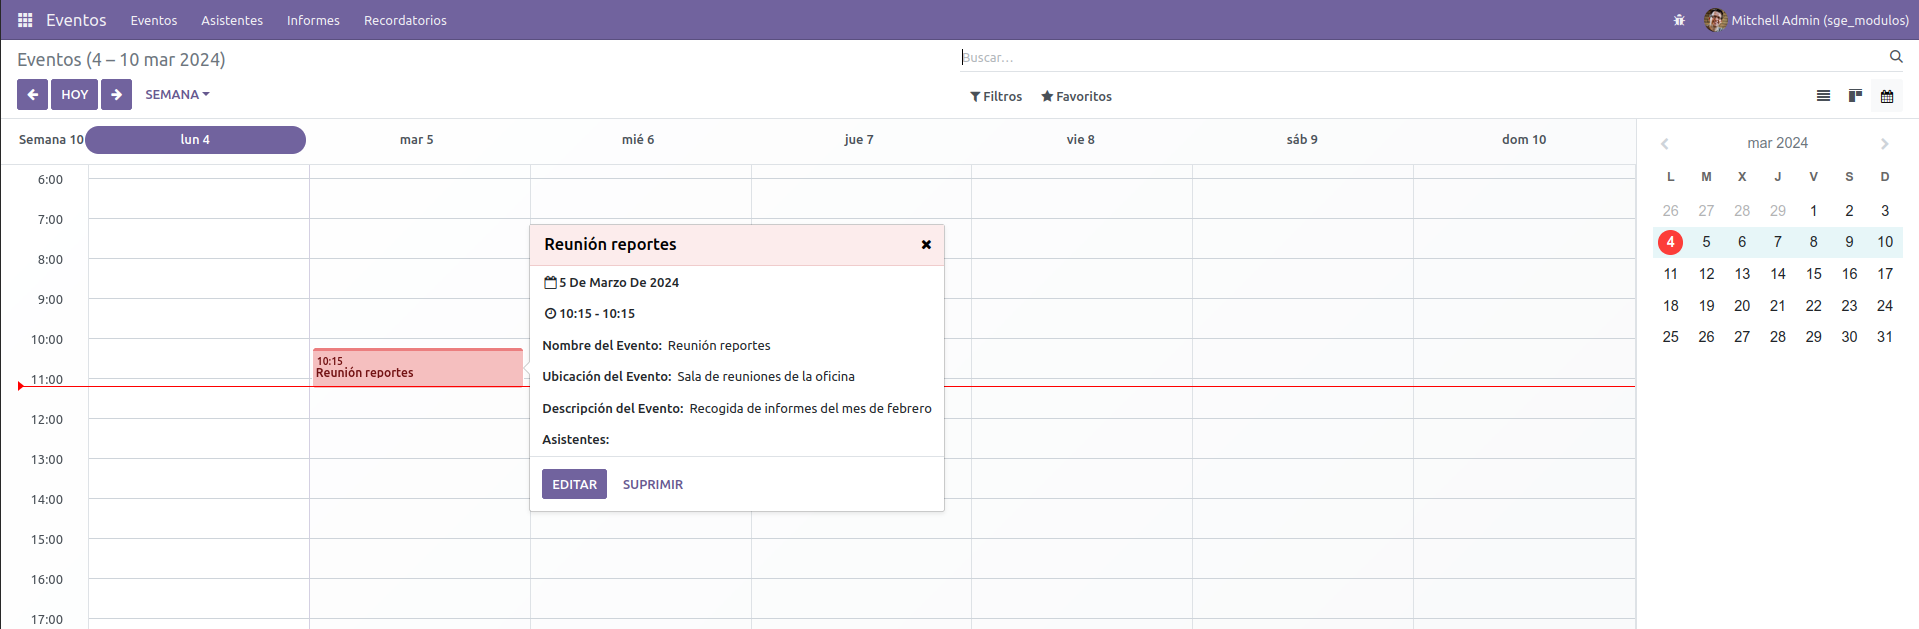 Eventos Eventos Asistentes Informes Recordatorios Mitchell Admin (sge_modulos)
Eventos (4 – 10 mar 2024) Buscar...
HOY SEMANA Filtros Favoritos
Semana 10 lun 4 mar 5 mié 6 jue 7 vie 8 sáb 9 dom 10
mar 2024
L M X J V S D
26 27 28 29 1 2 3
4 5 6 7 8 9 10
11 12 13 14 15 16 17
18 19 20 21 22 23 24
25 26 27 28 29 30 31
6:00
7:00
8:00
9:00
10:00
11:00
12:00
13:00
14:00
15:00
16:00
17:00
10:15
Reunión reportes
Reunión reportes
5 De Marzo De 2024
10:15 - 10:15
Nombre del Evento: Reunión reportes
Ubicación del Evento: Sala de reuniones de la oficina
Descripción del Evento: Recogida de informes del mes de febrero
Asistentes:
EDITAR SUPRIMIR